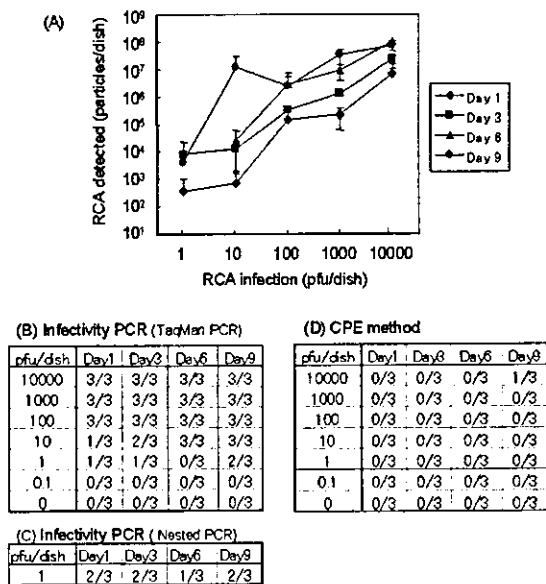 (A)
RCA detected (particles/dish)
10⁹
10⁸
10⁷
10⁶
10⁵
10⁴
10³
10²
10¹
1 10 100 1000 10000
RCA infection (pfu/dish)
Day 1
Day 3
Day 6
Day 9
(B) Infectivity PCR (TaqMan PCR)
pfu/dish Day1 Day3 Day6 Day9
10000 3/3 3/3 3/3 3/3
1000 3/3 3/3 3/3 3/3
100 3/3 3/3 3/3 3/3
10 1/3 2/3 3/3 3/3
1 1/3 1/3 0/3 2/3
0.1 0/3 0/3 0/3 0/3
0 0/3 0/3 0/3 0/3
(C) Infectivity PCR ( Nested PCR)
pfu/dish Day1 Day3 Day6 Day9
1 2/3 2/3 1/3 2/3
(D) CPE method
pfu/dish Day1 Day3 Day6 Day9
10000 0/3 0/3 0/3 1/3
1000 0/3 0/3 0/3 0/3
100 0/3 0/3 0/3 0/3
10 0/3 0/3 0/3 0/3
1 0/3 0/3 0/3 0/3
0.1 0/3 0/3 0/3 0/3
0 0/3 0/3 0/3 0/3